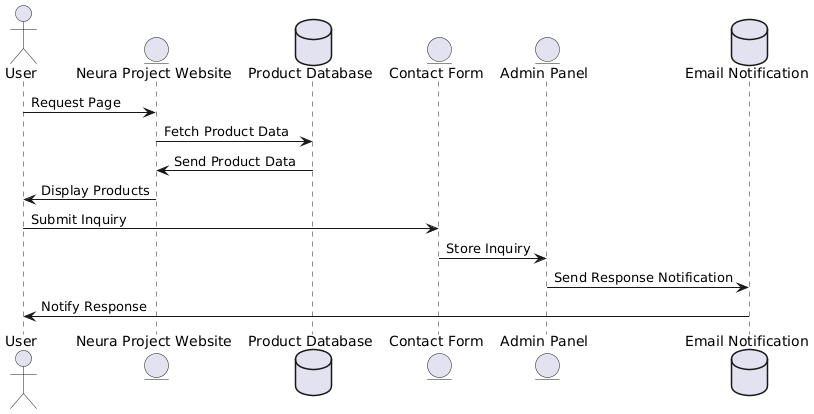 User Neura Project Website Product Database Contact Form Admin Panel Email Notification
Request Page
Fetch Product Data
Send Product Data
Display Products
Submit Inquiry
Store Inquiry
Send Response Notification
Notify Response
User Neura Project Website Product Database Contact Form Admin Panel Email Notification